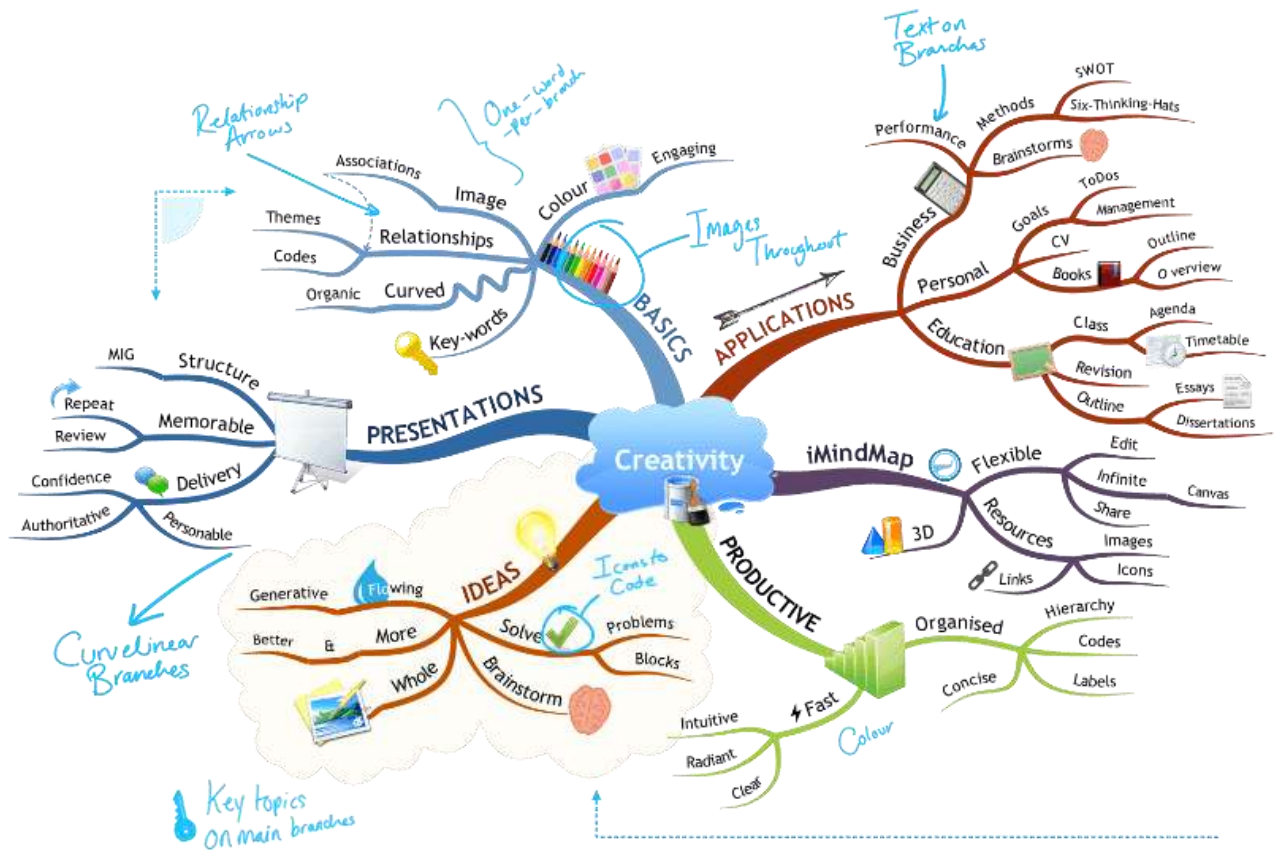 Text on
Branches
Relationship
Arrows
One-word
-per-branch
Images
Throughout
Associations
Image
Themes
Relationships
Codes
Organic
Curved
Key-words
Colour
Engaging
BASICS
APPLICATIONS
Business
Performance
Methods
SWOT
Six-Thinking-Hats
Brainstorms
Personal
Goals
ToDos
Management
CV
Books
Outline
O verview
Education
Class
Agenda
Timetable
Revision
Outline
Essays
Dissertations
Creativity
iMindMap
Flexible
Edit
Infinite
Canvas
Share
Resources
Images
Icons
Links
3D
PRODUCTIVE
Organised
Hierarchy
Codes
Labels
Concise
Fast
Intuitive
Radiant
Clear
Colour
IDEAS
Flowing
Generative
More
&
Better
Whole
Brainstorm
Solve
Problems
Blocks
Icons to
Code
PRESENTATIONS
Structure
MIG
Memorable
Repeat
Review
Delivery
Confidence
Authoritative
Personable
Curvelinear
Branches
Key topics
on main branches